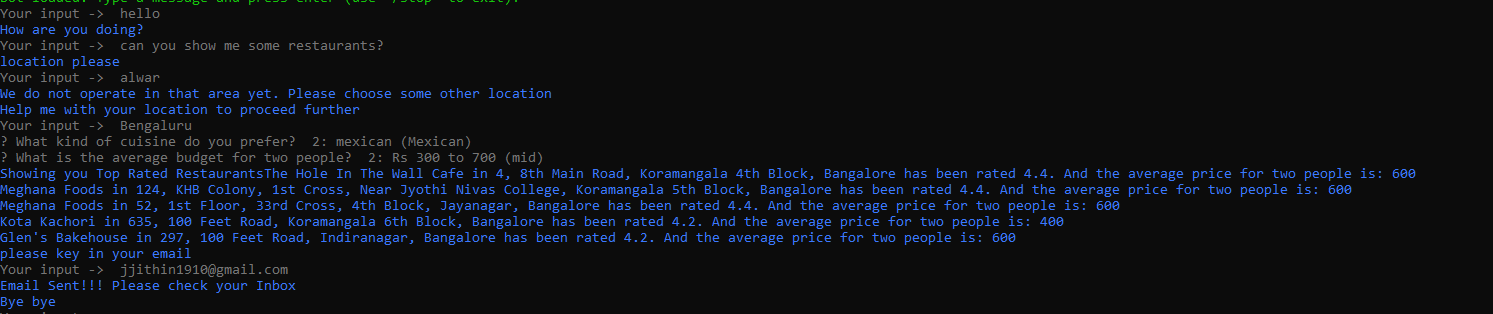 Bot loaded. Type a message and press enter (use '/stop' to exit):
Your input -> hello
How are you doing?
Your input -> can you show me some restaurants?
location please
Your input -> alwar
We do not operate in that area yet. Please choose some other location
Help me with your location to proceed further
Your input -> Bengaluru
? What kind of cuisine do you prefer? 2: mexican (Mexican)
? What is the average budget for two people? 2: Rs 300 to 700 (mid)
Showing you Top Rated RestaurantsThe Hole In The Wall Cafe in 4, 8th Main Road, Koramangala 4th Block, Bangalore has been rated 4.4. And the average price for two people is: 600
Meghana Foods in 124, KHB Colony, 1st Cross, Near Jyothi Nivas College, Koramangala 5th Block, Bangalore has been rated 4.4. And the average price for two people is: 600
Meghana Foods in 52, 1st Floor, 33rd Cross, 4th Block, Jayanagar, Bangalore has been rated 4.4. And the average price for two people is: 600
Kota Kachori in 635, 100 Feet Road, Koramangala 6th Block, Bangalore has been rated 4.2. And the average price for two people is: 400
Glen's Bakehouse in 297, 100 Feet Road, Indiranagar, Bangalore has been rated 4.2. And the average price for two people is: 600
please key in your email
Your input -> jjithin1910@gmail.com
Email Sent!!! Please check your Inbox
Bye bye